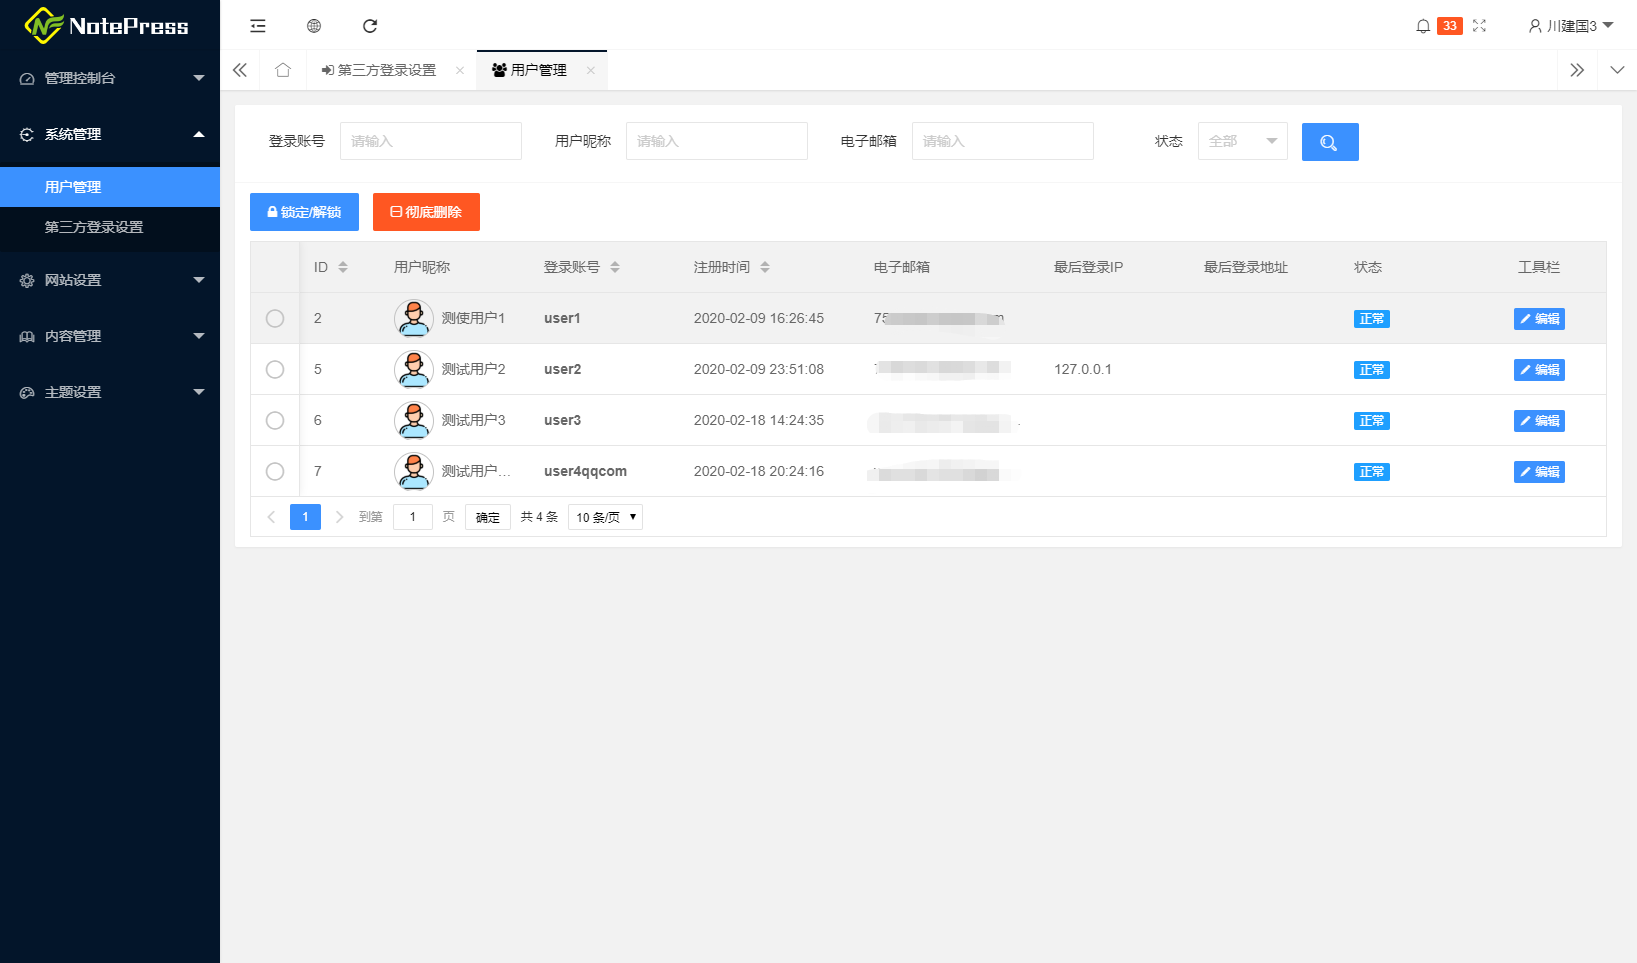 NotePress
33
川建国3
管理控制台
系统管理
用户管理
第三方登录设置
网站设置
内容管理
主题设置
第三方登录设置
用户管理
登录账号 请输入 用户昵称 请输入 电子邮箱 请输入 状态 全部
锁定/解锁 彻底删除
ID 用户昵称 登录账号 注册时间 电子邮箱 最后登录IP 最后登录地址 状态 工具栏
2 测使用户1 user1 2020-02-09 16:26:45 75 m 正常 编辑
5 测试用户2 user2 2020-02-09 23:51:08 127.0.0.1 正常 编辑
6 测试用户3 user3 2020-02-18 14:24:35 正常 编辑
7 测试用户... user4qqcom 2020-02-18 20:24:16 正常 编辑
1 到第 1 页 确定 共 4 条 10 条/页